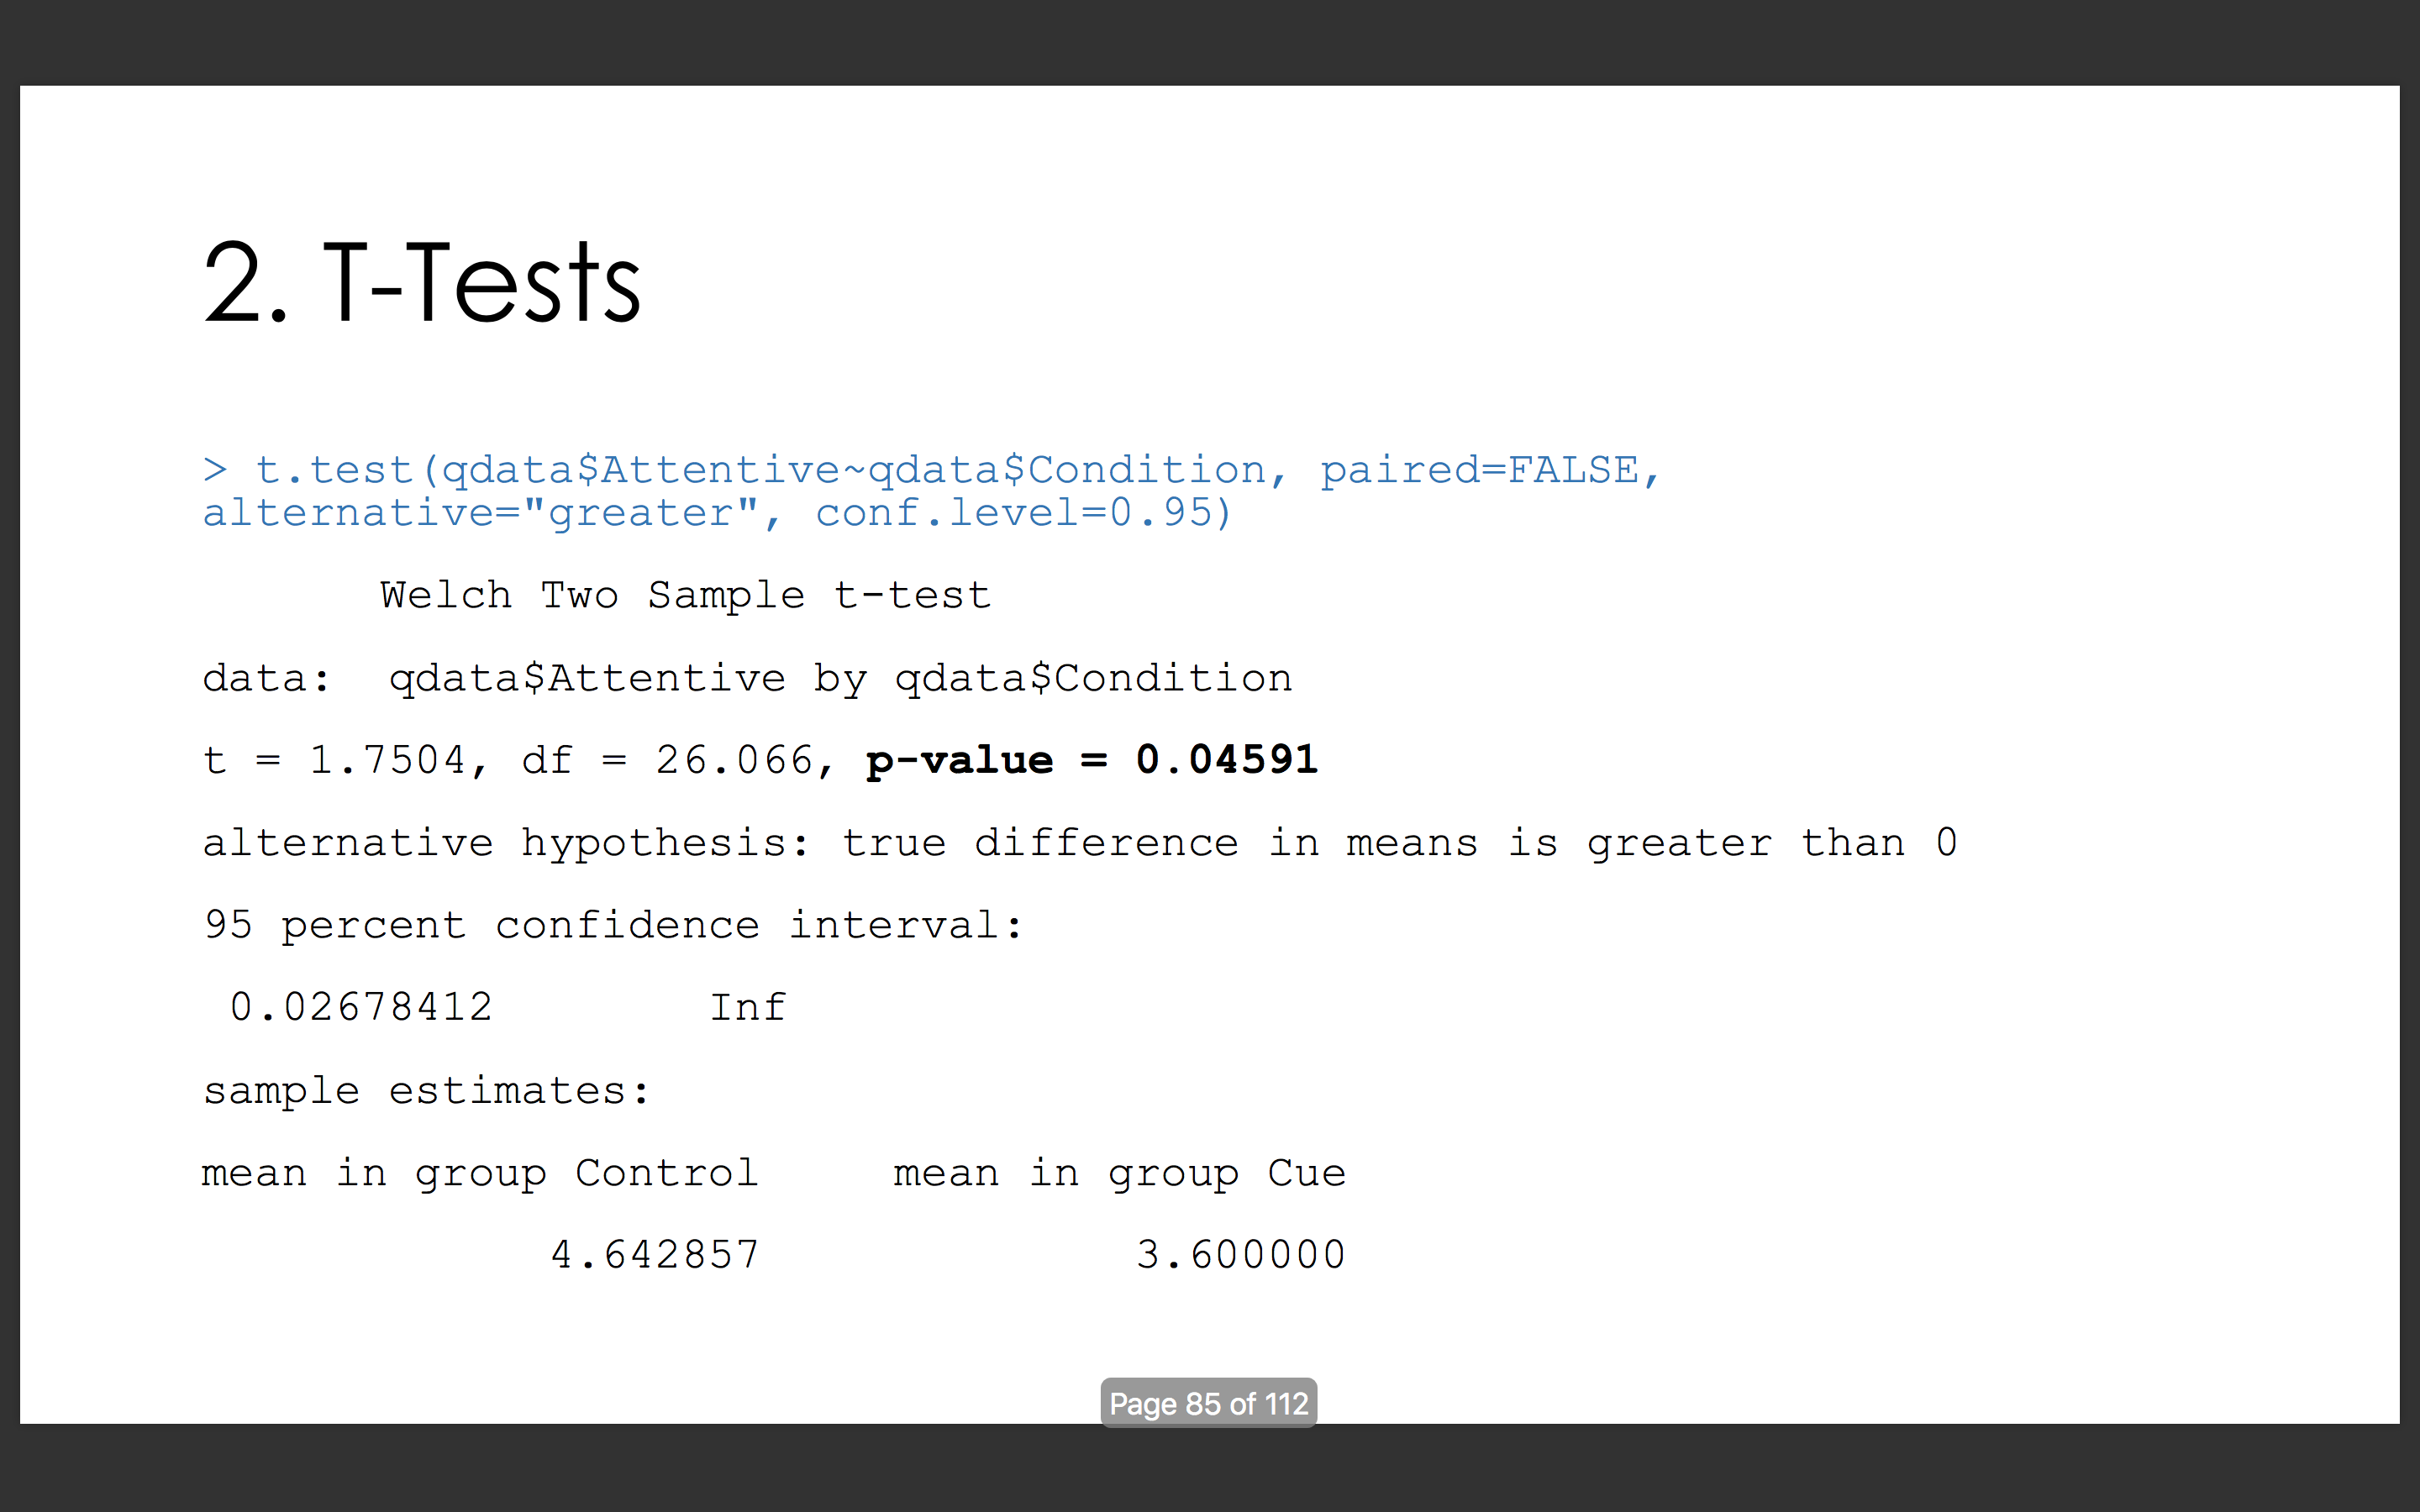 2. T-Tests
> t.test(qdata$Attentive~qdata$Condition, paired=FALSE,
alternative="greater", conf.level=0.95)
Welch Two Sample t-test
data:  qdata$Attentive by qdata$Condition
t = 1.7504, df = 26.066, p-value = 0.04591
alternative hypothesis: true difference in means is greater than 0
95 percent confidence interval:
0.02678412        Inf
sample estimates:
mean in group Control     mean in group Cue
4.642857              3.600000
Page 85 of 112